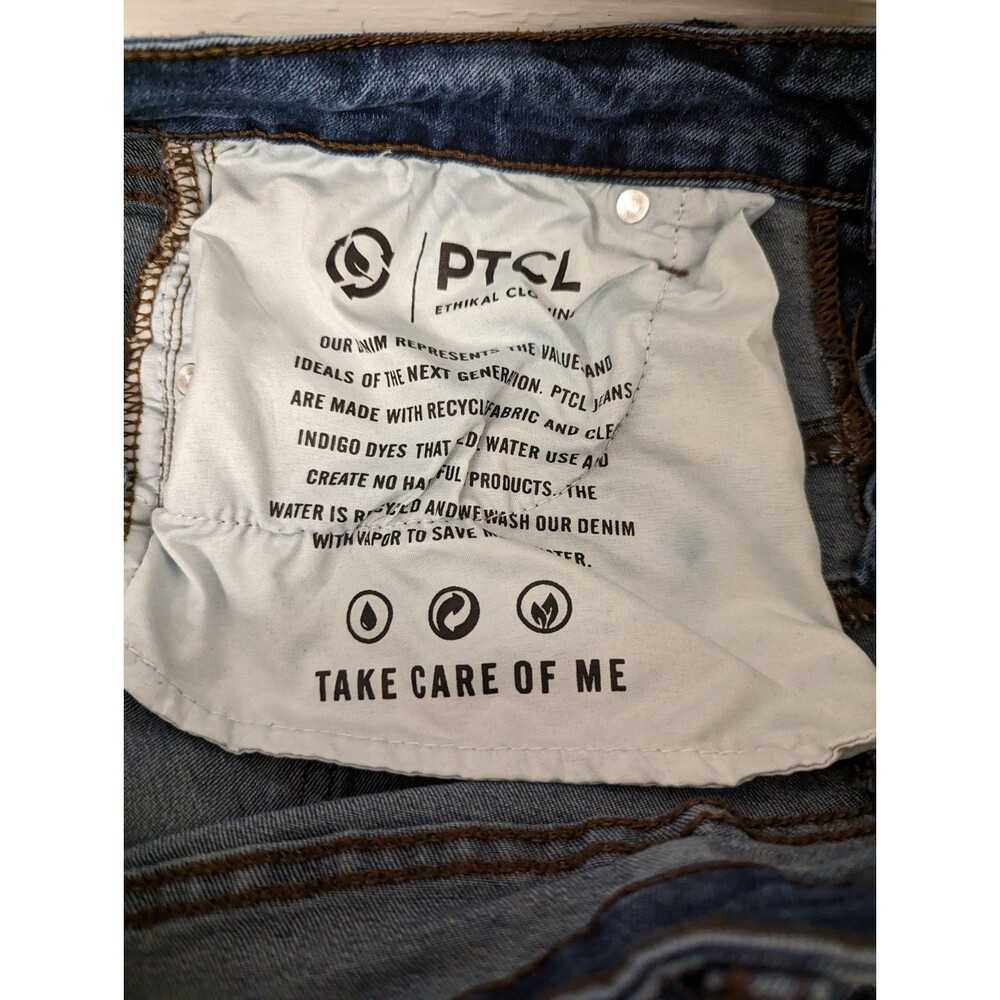 PTCL
ETHIKAL
OUR REPRESENTS THE VALUE AND
IDEALS OF THE NEXT PTCL
ARE MADE WITH FABRIC AND
INDIGO DYES THAT WATER USE
CREATE NO PRODUCTS. THE
WATER IS AND WE WASH OUR DENIM
WITH VAPOR TO SAVE
TAKE CARE OF ME